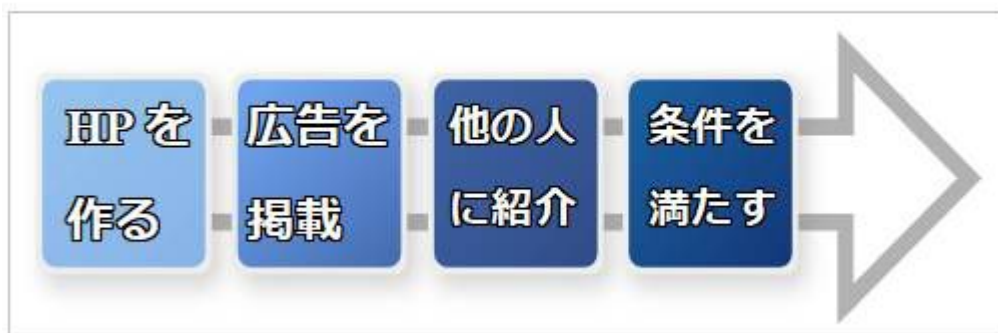 HPを
作る
広告を
掲載
他の人
に紹介
条件を
満たす